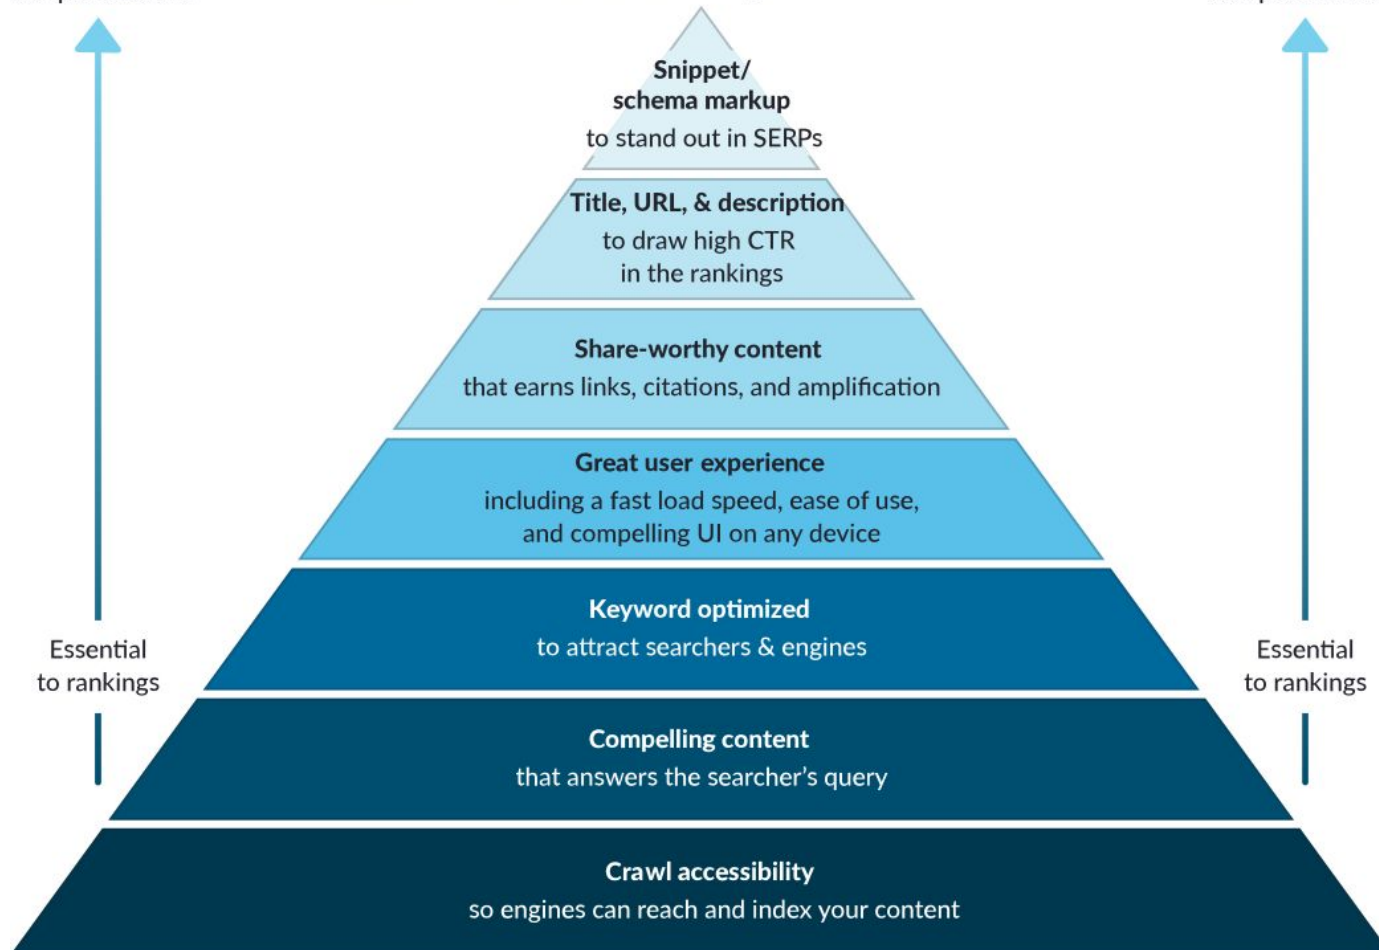 Snippet/
schema markup
to stand out in SERPs
Title, URL, & description
to draw high CTR
in the rankings
Share-worthy content
that earns links, citations, and amplification
Great user experience
including a fast load speed, ease of use,
and compelling UI on any device
Keyword optimized
to attract searchers & engines
Essential
to rankings
Essential
to rankings
Compelling content
that answers the searcher’s query
Crawl accessibility
so engines can reach and index your content